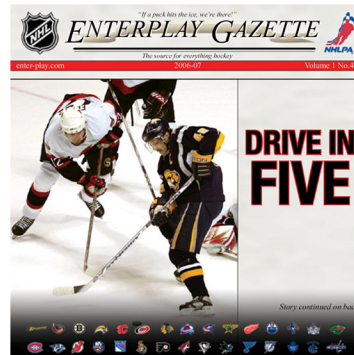 "If a puck hits the ice, we're there!"
NHL
ENTERPLAY GAZETTE
The source for everything hockey
NHLPA
enter-play.com 2006-07 Volume 1 No.4
DRIVE IN
FIVE
Story continued on bac